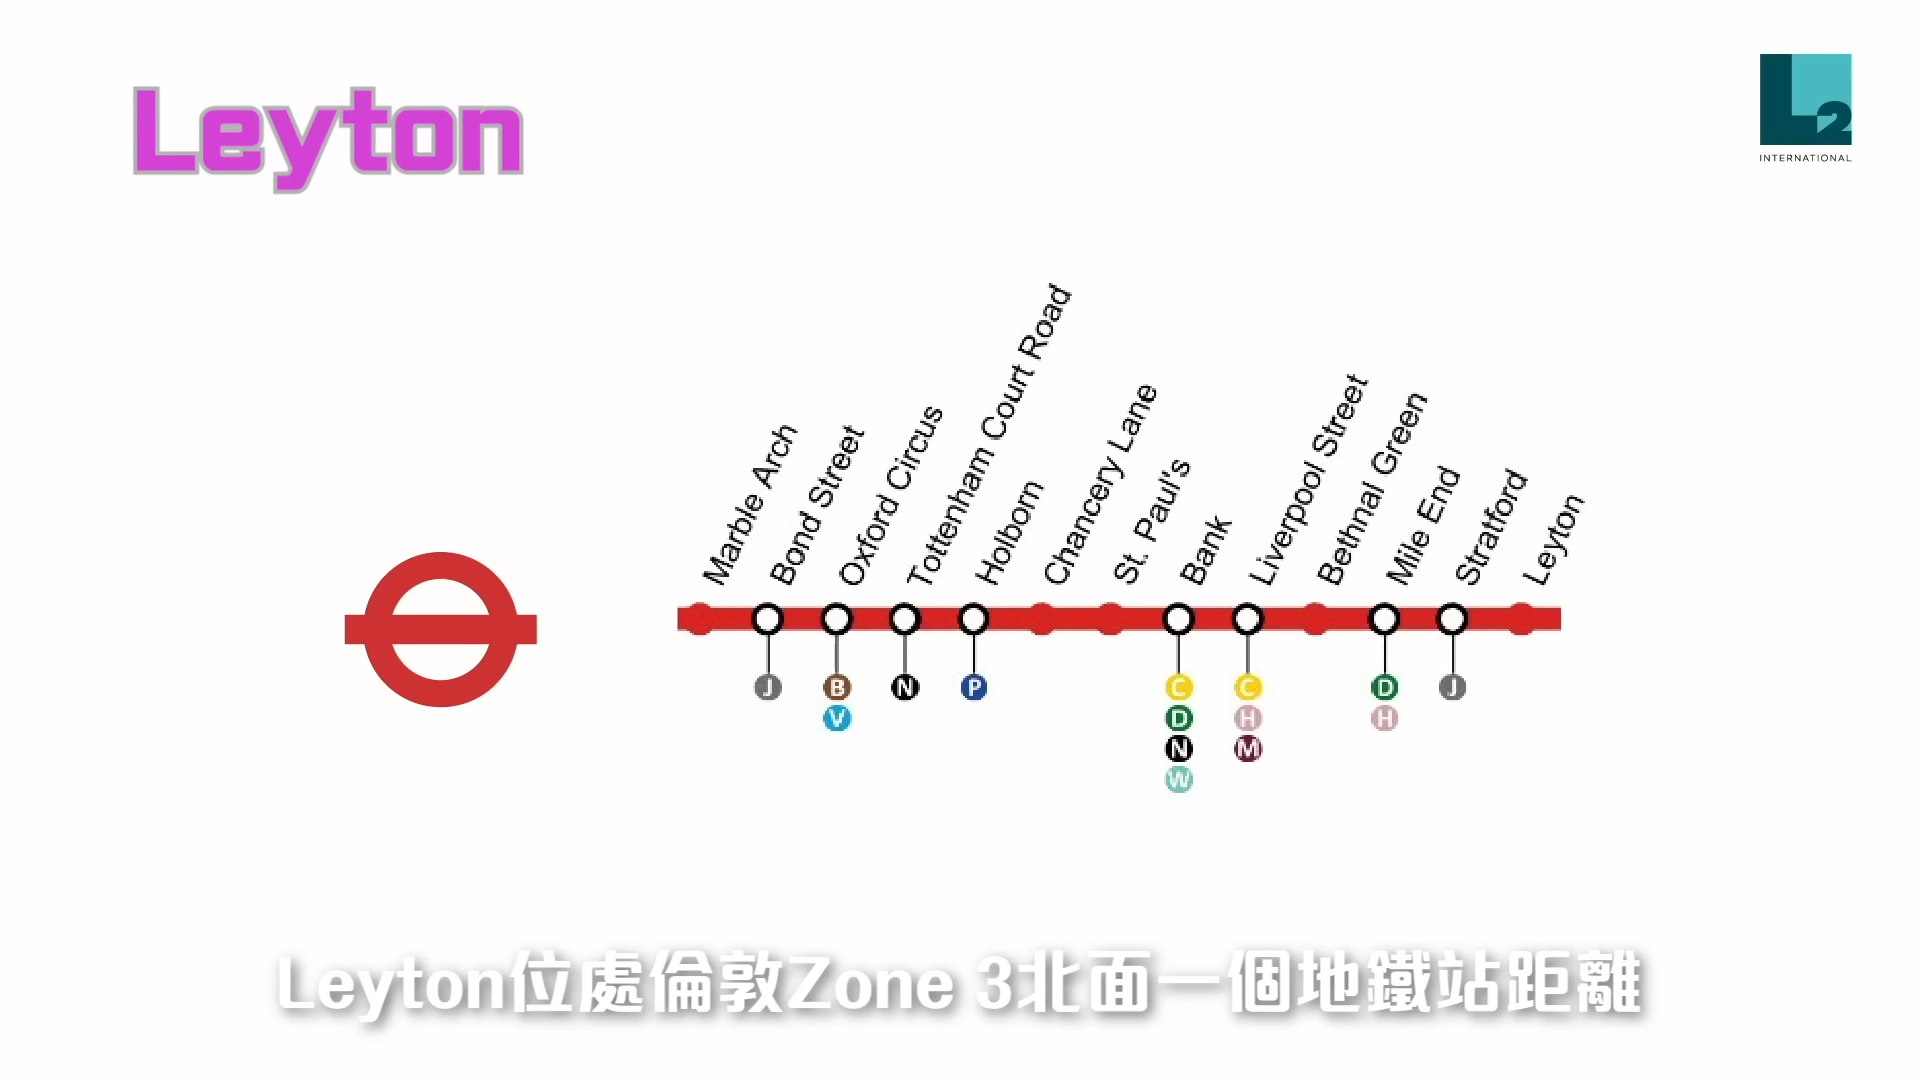 Leyton
L2
INTERNATIONAL
Marble Arch
Bond Street
Oxford Circus
Tottenham Court Road
Holborn
Chancery Lane
St. Paul's
Bank
Liverpool Street
Bethnal Green
Mile End
Stratford
Leyton
J
B
V
N
P
C
D
N
W
C
H
M
D
H
J
Leyton位處倫敦Zone 3北面一個地鐵站距離